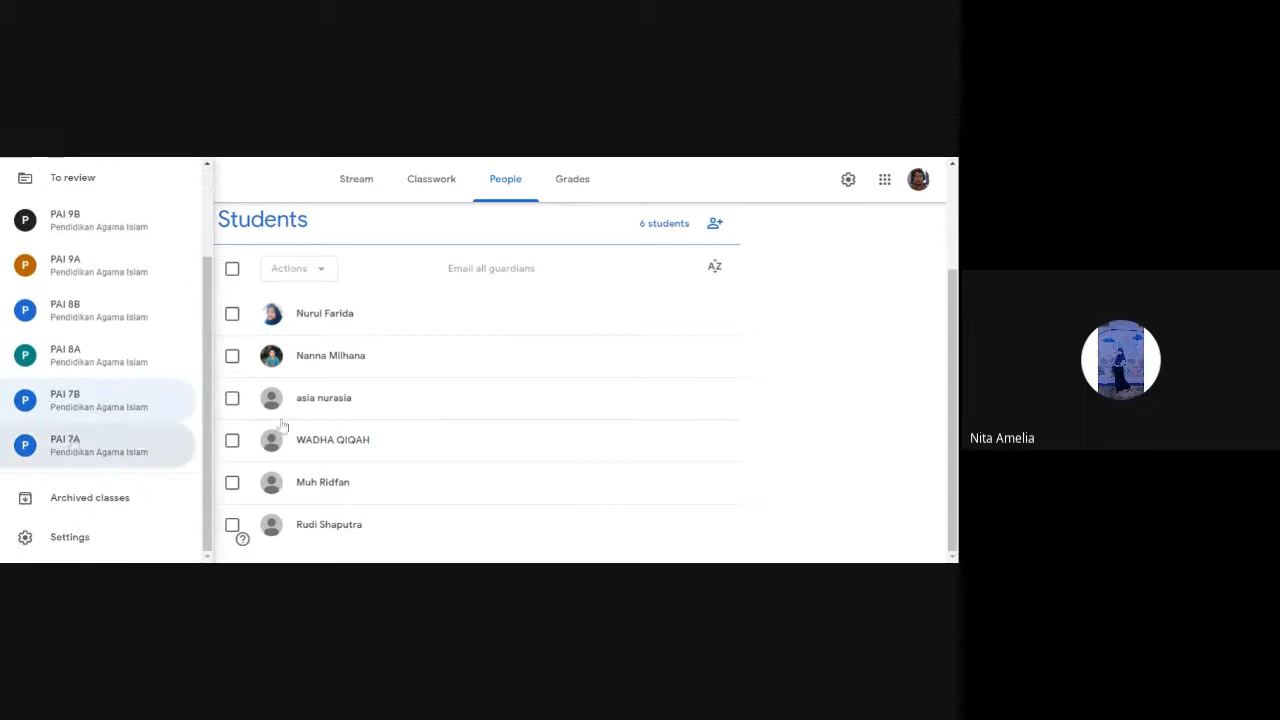 To review
Stream
Classwork
People
Grades
P
PAI 9B
Pendidikan Agama Islam
P
PAI 9A
Pendidikan Agama Islam
P
PAI 8B
Pendidikan Agama Islam
P
PAI 8A
Pendidikan Agama Islam
P
PAI 7B
Pendidikan Agama Islam
P
PAI 7A
Pendidikan Agama Islam
Archived classes
Settings
Students
6 students
Actions
Email all guardians
AZ
Nurul Farida
Nanna Milhana
asia nurasia
WADHA QIQAH
Muh Ridfan
Rudi Shaputra
?
Nita Amelia